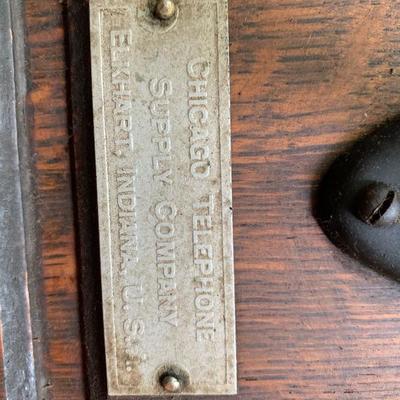 CHICAGO TELEPHONE
SUPPLY COMPANY
ELKHART, INDIANA, U. S.